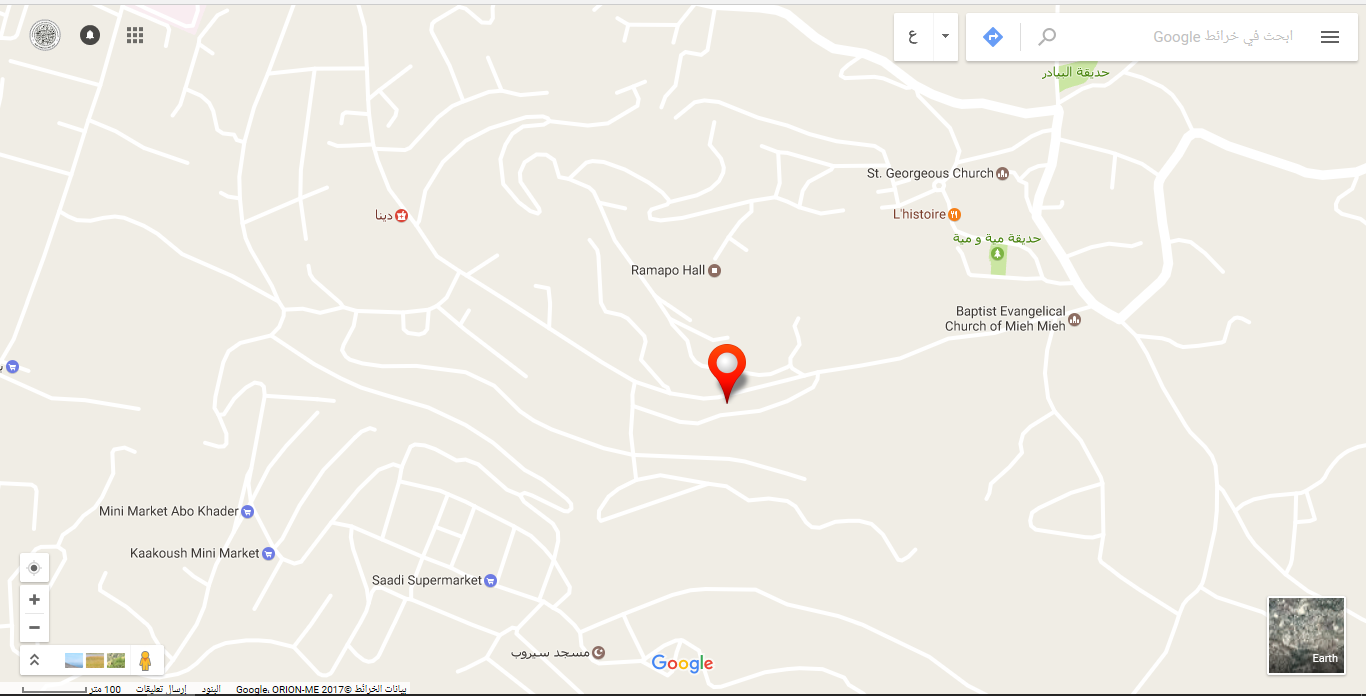 ع
ابحث في خرائط Google
حديقة البيادر
St. Georgeous Church
L'histoire
دينا
حديقة مية و مية
Ramapo Hall
Baptist Evangelical
Church of Mieh Mieh
Mini Market Abo Khader
Kaakoush Mini Market
Saadi Supermarket
مسجد سيروب
Google
Earth
بيانات الخرائط ©2017 Google، ORION-ME
البنود
إرسال تعليقات
100 متر